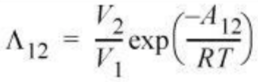 Λ₁₂ = V₂/V₁ exp(−A₁₂/RT)